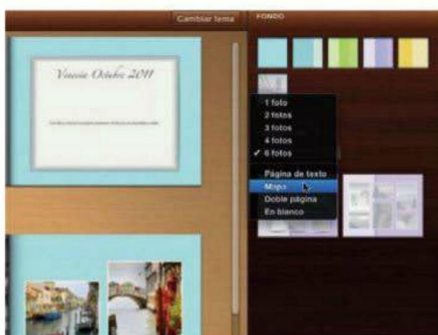 Cambiar tema
FONDO
Venecia Octubre 2011
1 foto
2 fotos
3 fotos
4 fotos
✓ 6 fotos
Página de texto
Mapa
Doble página
En blanco